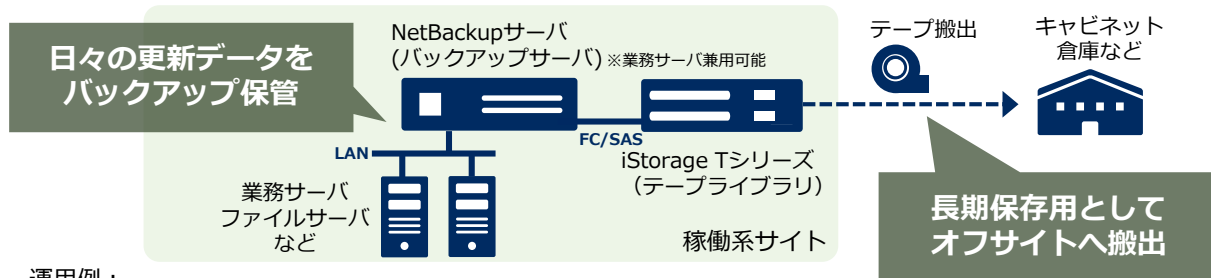 日々の更新データを
バックアップ保管
NetBackupサーバ
(バックアップサーバ) ※業務サーバ兼用可能
テープ搬出
キャビネット
倉庫など
LAN
FC/SAS
iStorage Tシリーズ
（テープライブラリ）
業務サーバ
ファイルサーバ
など
稼働系サイト
長期保存用として
オフサイトへ搬出
運用例：